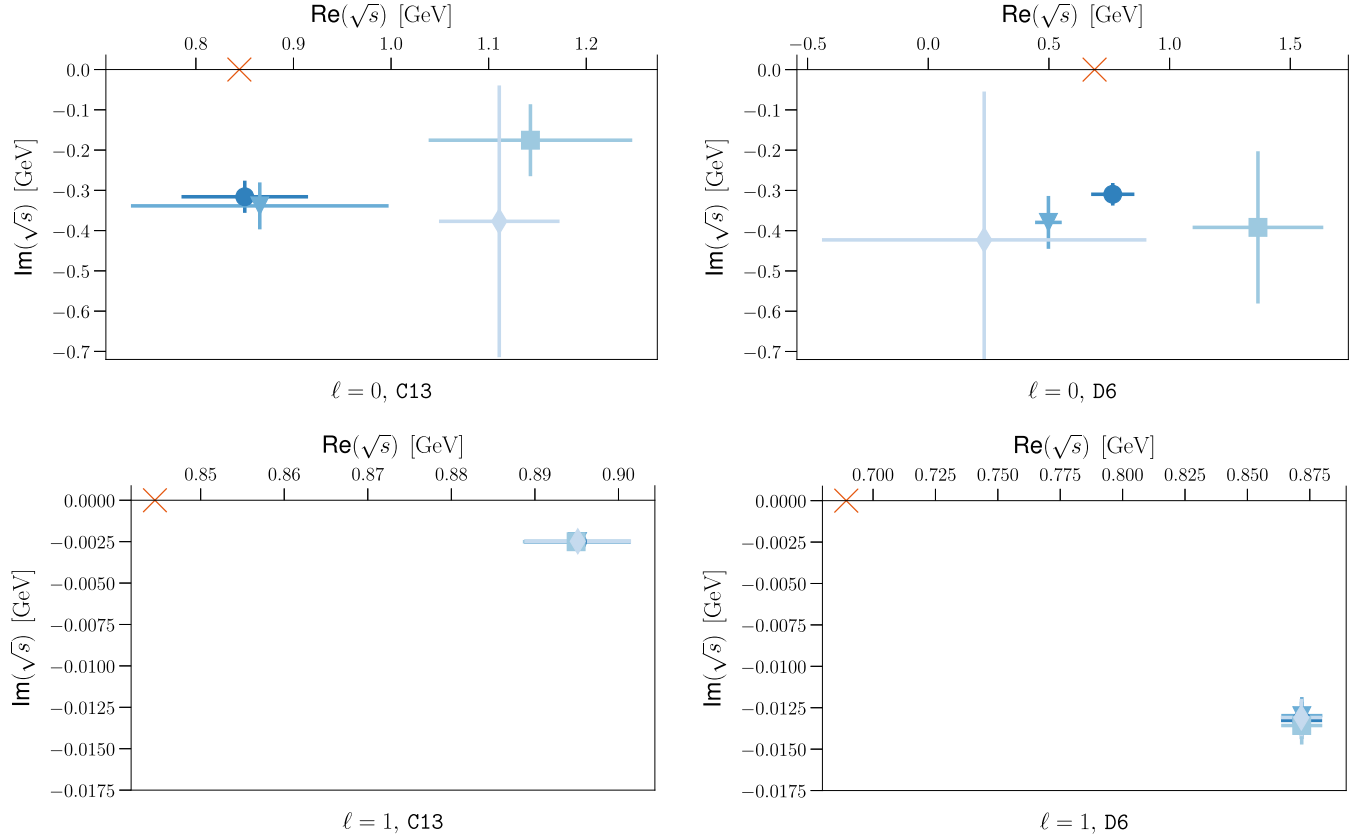 Re(√s) [GeV]
0.8 0.9 1.0 1.1 1.2
Im(√s) [GeV]
0.0
−0.1
−0.2
−0.3
−0.4
−0.5
−0.6
−0.7
ℓ = 0, C13
Re(√s) [GeV]
−0.5 0.0 0.5 1.0 1.5
Im(√s) [GeV]
0.0
−0.1
−0.2
−0.3
−0.4
−0.5
−0.6
−0.7
ℓ = 0, D6
Re(√s) [GeV]
0.85 0.86 0.87 0.88 0.89 0.90
Im(√s) [GeV]
0.0000
−0.0025
−0.0050
−0.0075
−0.0100
−0.0125
−0.0150
−0.0175
ℓ = 1, C13
Re(√s) [GeV]
0.700 0.725 0.750 0.775 0.800 0.825 0.850 0.875
Im(√s) [GeV]
0.0000
−0.0025
−0.0050
−0.0075
−0.0100
−0.0125
−0.0150
−0.0175
ℓ = 1, D6